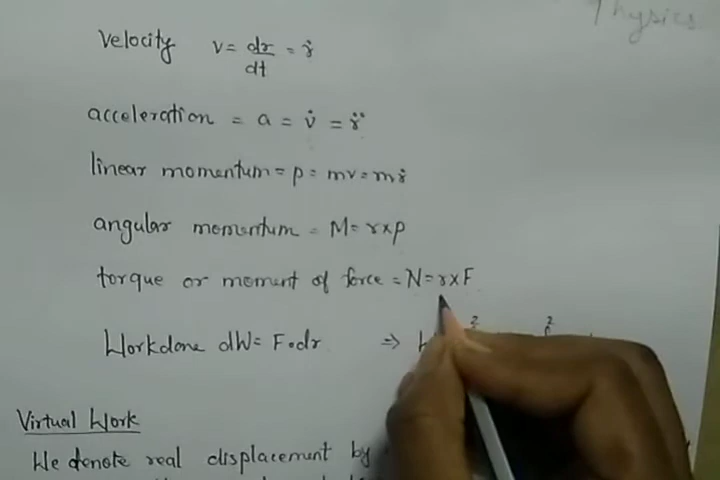 Physics
velocity v = dr/dt = ṙ
acceleration = a = v̇ = r̈
linear momentum = p = mv = mṙ
angular momentum = M = r×p
torque or moment of force = N = r×F
Workdone dW = F.dr ⇒
Virtual Work
We denote real displacement by